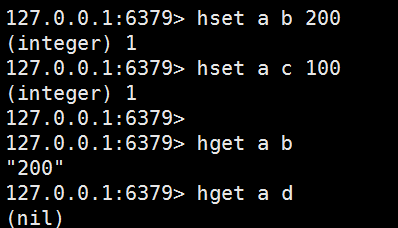 127.0.0.1:6379> hset a b 200
(integer) 1
127.0.0.1:6379> hset a c 100
(integer) 1
127.0.0.1:6379>
127.0.0.1:6379> hget a b
"200"
127.0.0.1:6379> hget a d
(nil)